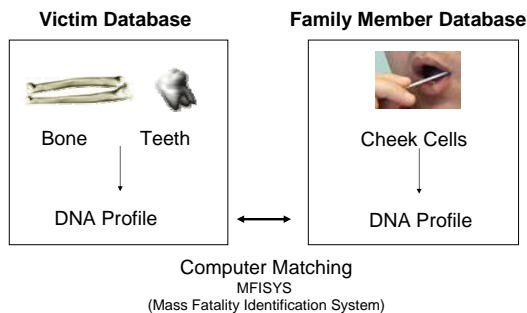 Victim Database
Family Member Database
Bone Teeth
Cheek Cells
DNA Profile
DNA Profile
Computer Matching
MFISYS
(Mass Fatality Identification System)